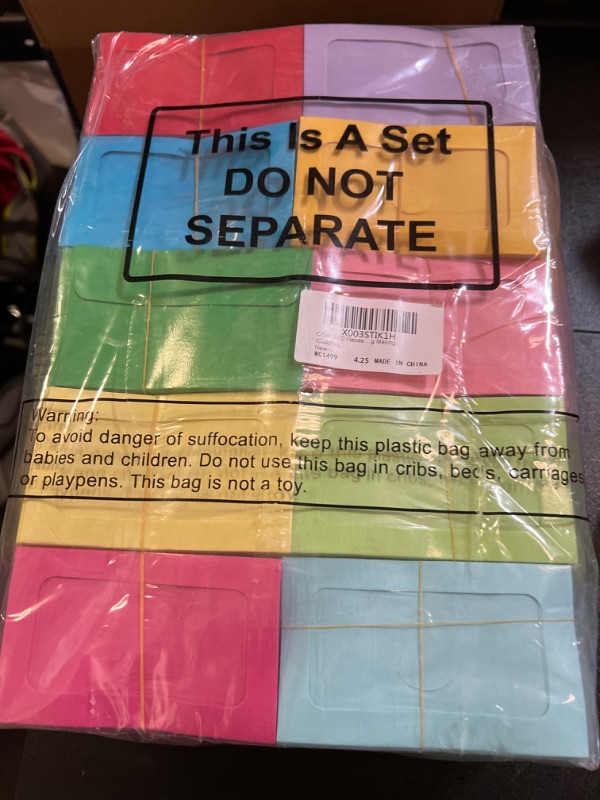 This Is A Set
DO NOT
SEPARATE
X003STIK1H
New
WC1499 4.25 MADE IN CHINA
Warning:
To avoid danger of suffocation, keep this plastic bag away from
babies and children. Do not use this bag in cribs, beds, carriages
or playpens. This bag is not a toy.